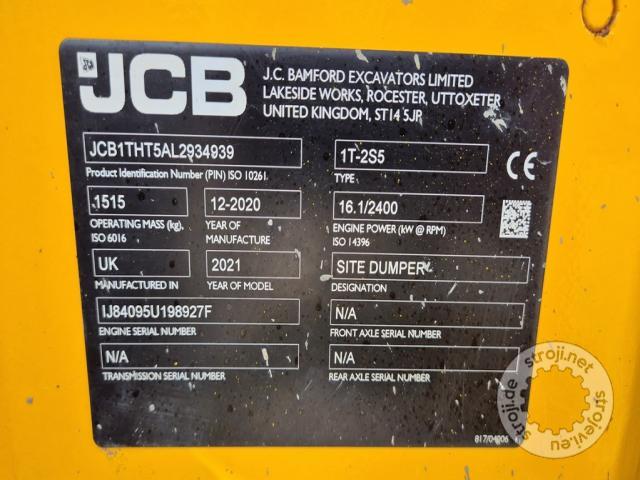 JCB
J.C. BAMFORD EXCAVATORS LIMITED
LAKESIDE WORKS, ROCESTER, UTTOXETER
UNITED KINGDOM, ST14 5JP
JCB1THT5AL2934939
Product Identification Number (PIN) ISO 10261
1T-2S5
TYPE
CE
1515
OPERATING MASS (kg)
ISO 6016
12-2020
YEAR OF
MANUFACTURE
16.1/2400
ENGINE POWER (kW @ RPM)
ISO 14396
UK
MANUFACTURED IN
2021
YEAR OF MODEL
SITE DUMPER
DESIGNATION
IJ84095U198927F
ENGINE SERIAL NUMBER
N/A
FRONT AXLE SERIAL NUMBER
N/A
TRANSMISSION SERIAL NUMBER
N/A
REAR AXLE SERIAL NUMBER
817/04006
stroji.de
stroji.net
strojevi.eu